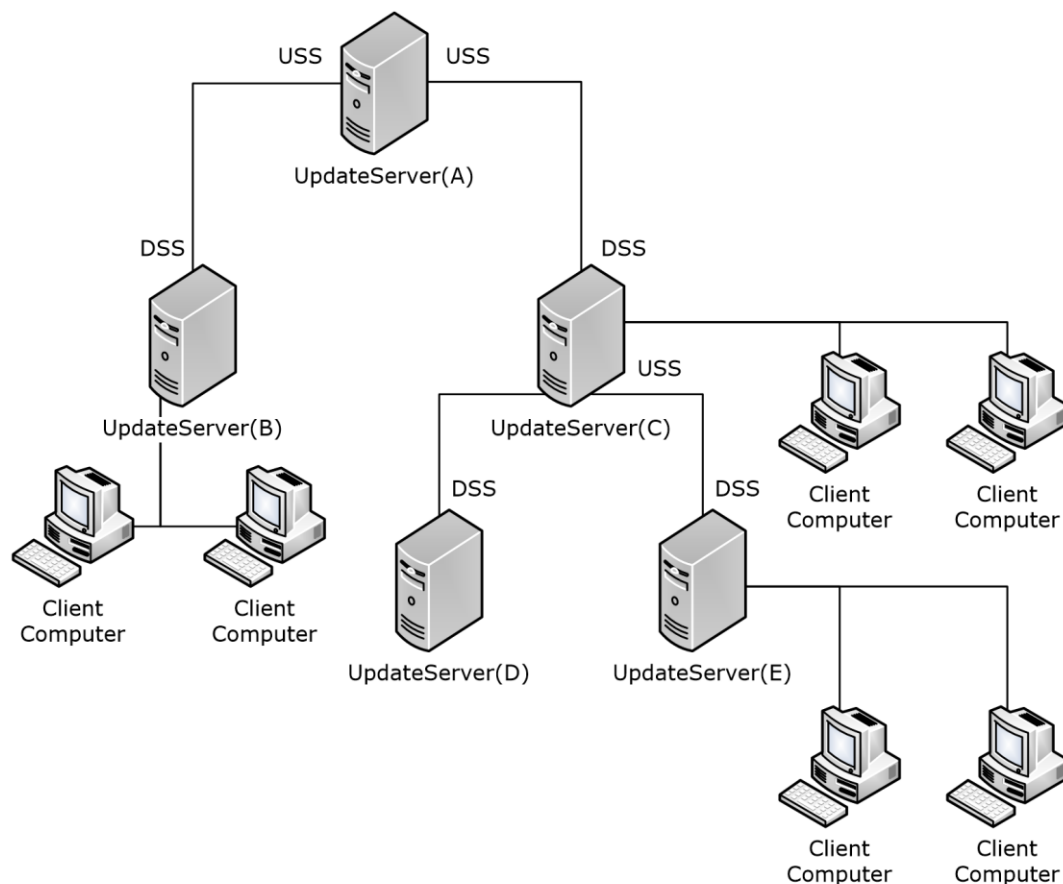 USS
USS
UpdateServer(A)
DSS
DSS
USS
UpdateServer(B)
UpdateServer(C)
DSS
DSS
Client
Computer
Client
Computer
Client
Computer
Client
Computer
UpdateServer(D)
UpdateServer(E)
Client
Computer
Client
Computer